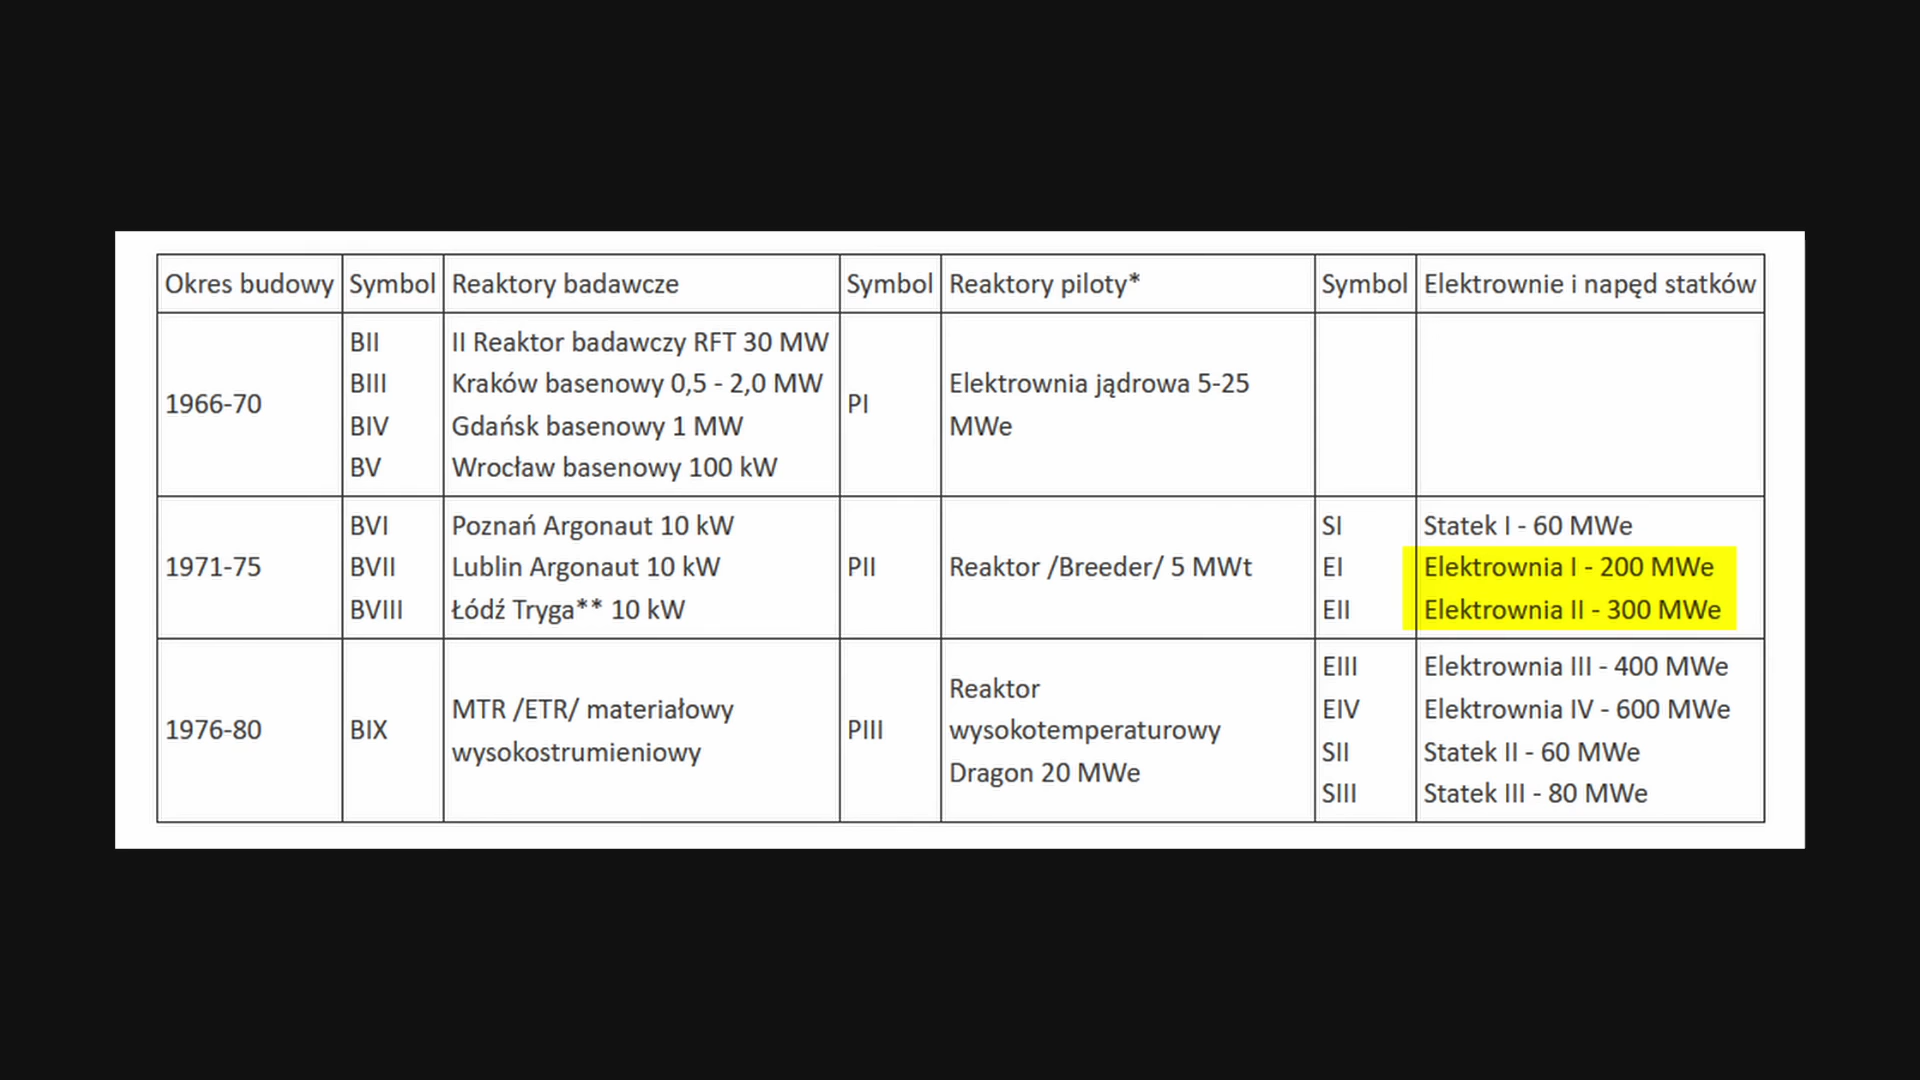 Okres budowy Symbol Reaktory badawcze Symbol Reaktory piloty* Symbol Elektrownie i napęd statków
1966-70
BII
BIII
BIV
BV
II Reaktor badawczy RFT 30 MW
Kraków basenowy 0,5 - 2,0 MW
Gdańsk basenowy 1 MW
Wrocław basenowy 100 kW
PI
Elektrownia jądrowa 5-25
MWe
1971-75
BVI
BVII
BVIII
Poznań Argonaut 10 kW
Lublin Argonaut 10 kW
Łódź Tryga** 10 kW
PII
Reaktor /Breeder/ 5 MWt
SI
EI
EII
Statek I - 60 MWe
Elektrownia I - 200 MWe
Elektrownia II - 300 MWe
1976-80
BIX
MTR /ETR/ materiałowy
wysokostrumieniowy
PIII
Reaktor
wysokotemperaturowy
Dragon 20 MWe
EIII
EIV
SII
SIII
Elektrownia III - 400 MWe
Elektrownia IV - 600 MWe
Statek II - 60 MWe
Statek III - 80 MWe